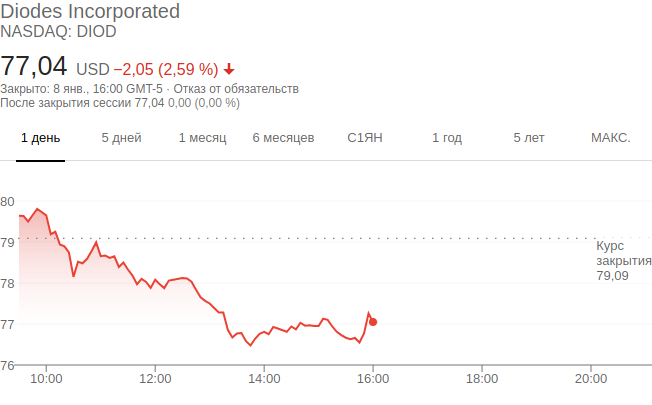 Diodes Incorporated
NASDAQ: DIOD
77,04 USD −2,05 (2,59 %)
Закрыто: 8 янв., 16:00 GMT-5 · Отказ от обязательств
После закрытия сессии 77,04 0,00 (0,00 %)
1 день 5 дней 1 месяц 6 месяцев С1ЯН 1 год 5 лет МАКС.
80
79
Курс
закрытия
79,09
78
77
76
10:00 12:00 14:00 16:00 18:00 20:00